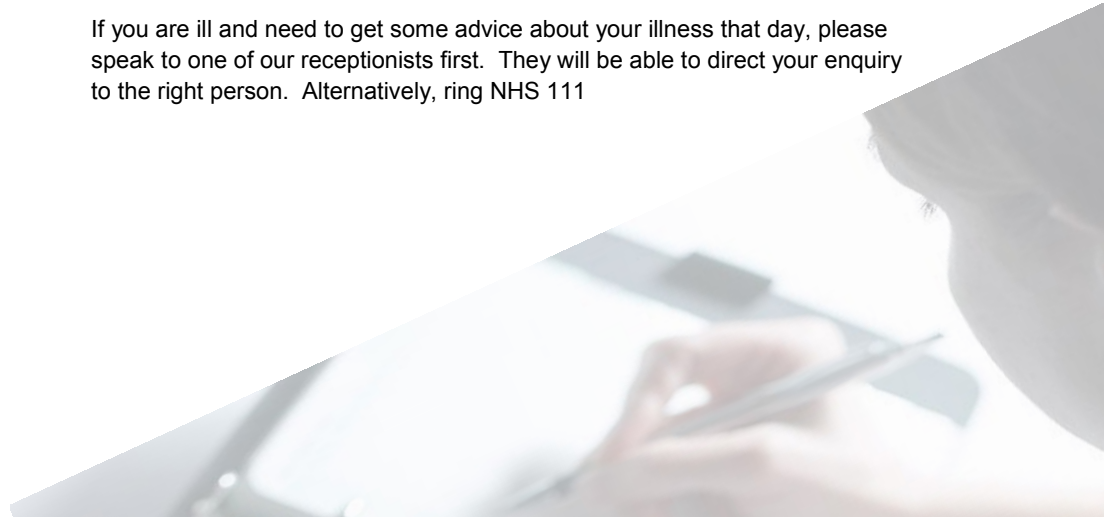 If you are ill and need to get some advice about your illness that day, please
speak to one of our receptionists first.  They will be able to direct your enquiry
to the right person.  Alternatively, ring NHS 111